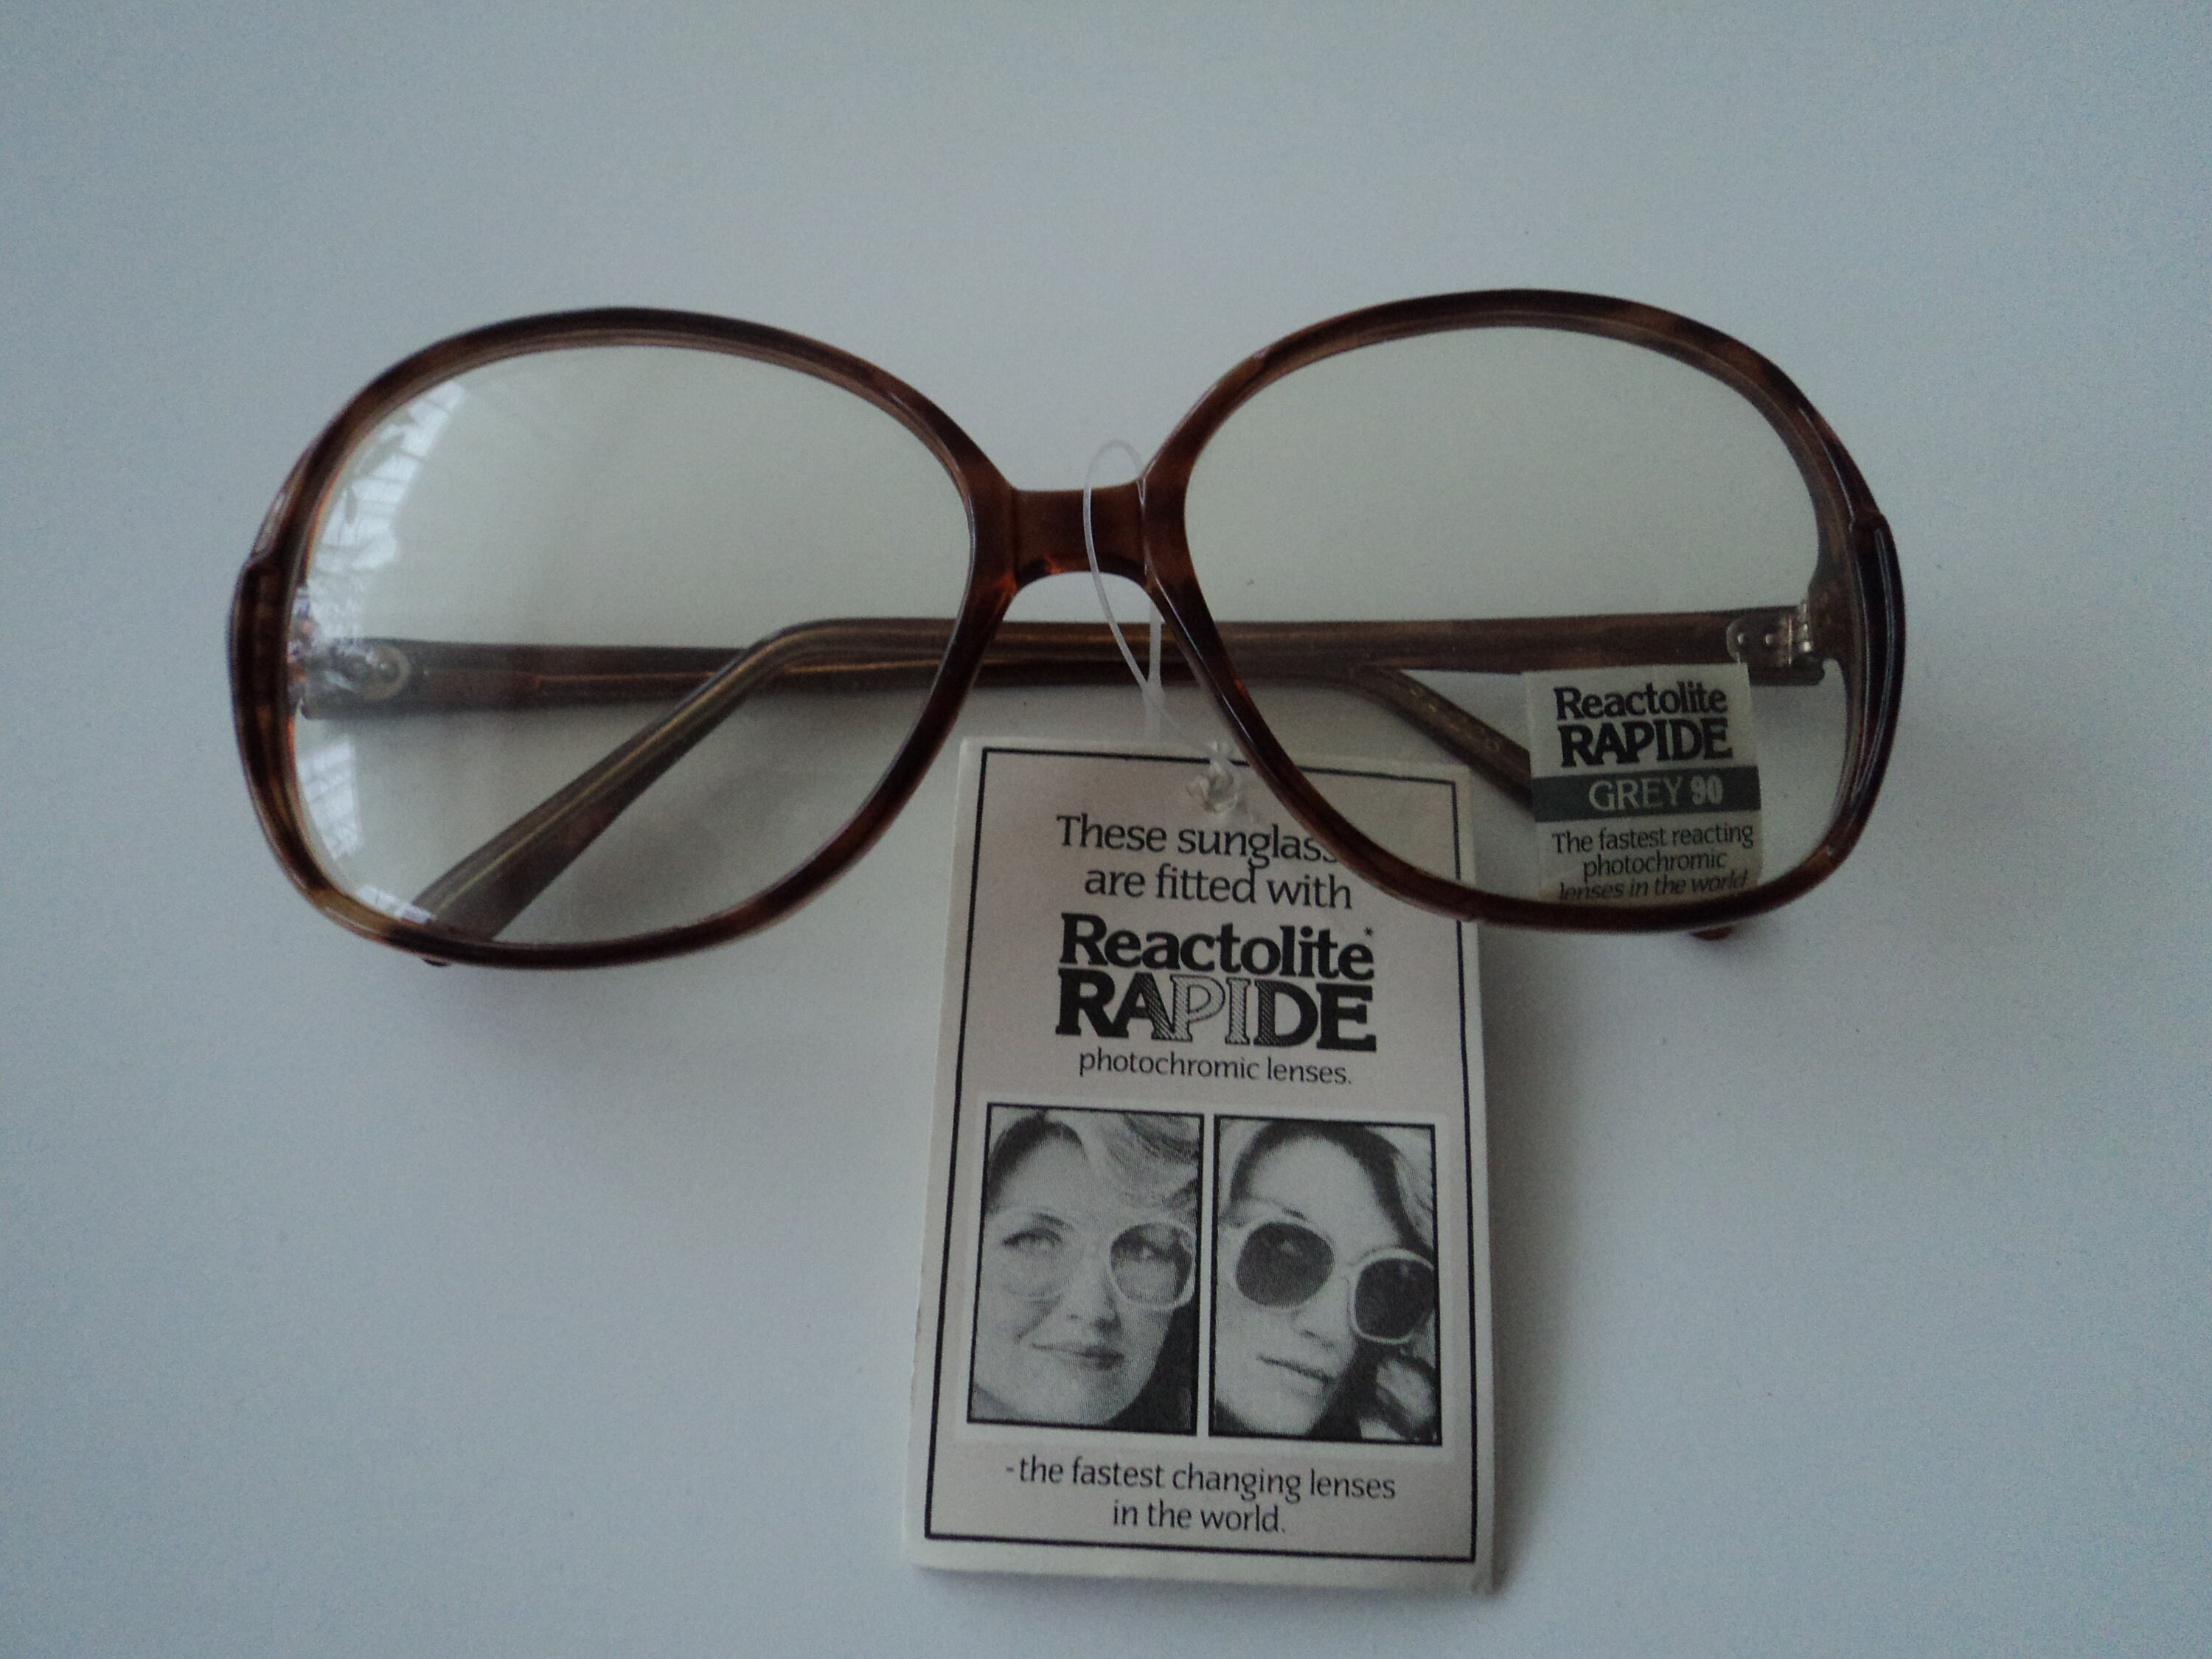 Reactolite
RAPIDE
GREY 90
The fastest reacting
photochromic
lenses in the world
These sunglass
are fitted with
Reactolite*
RAPIDE
photochromic lenses.
-the fastest changing lenses
in the world.